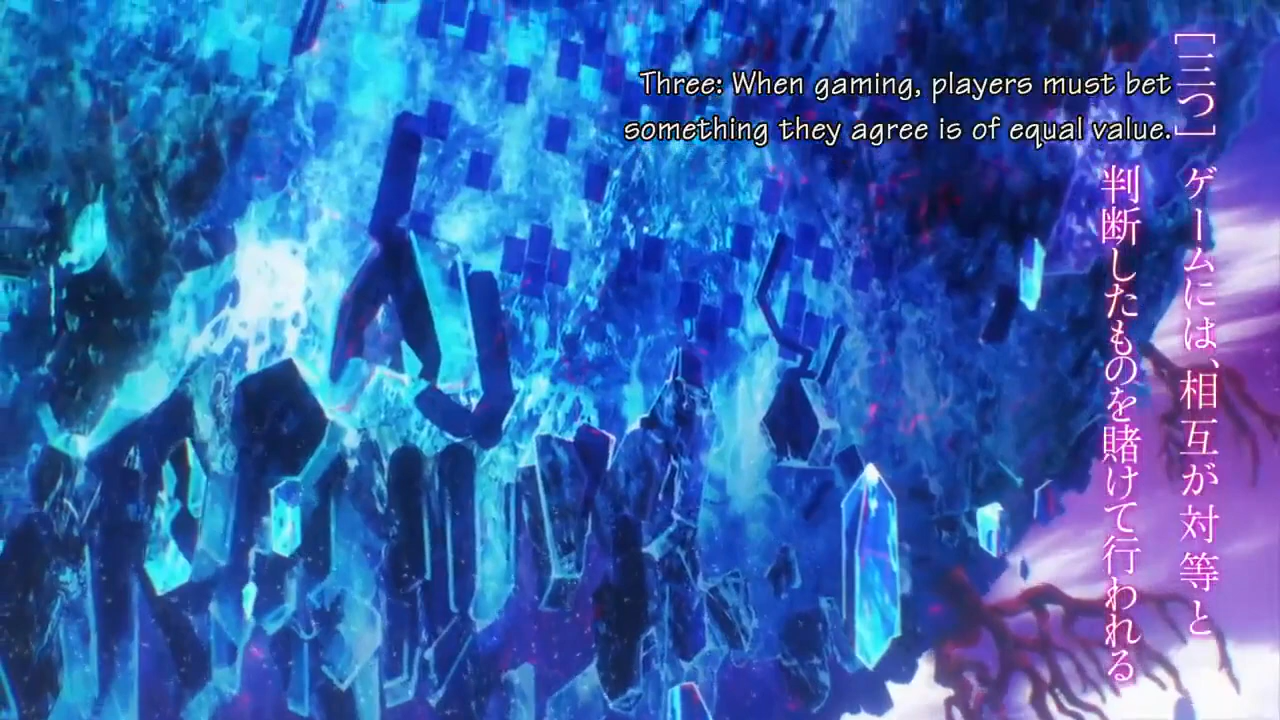 Three: When gaming, players must bet
something they agree is of equal value.
[三つ] ゲームには、相互が対等と
判断したものを賭けて行われる